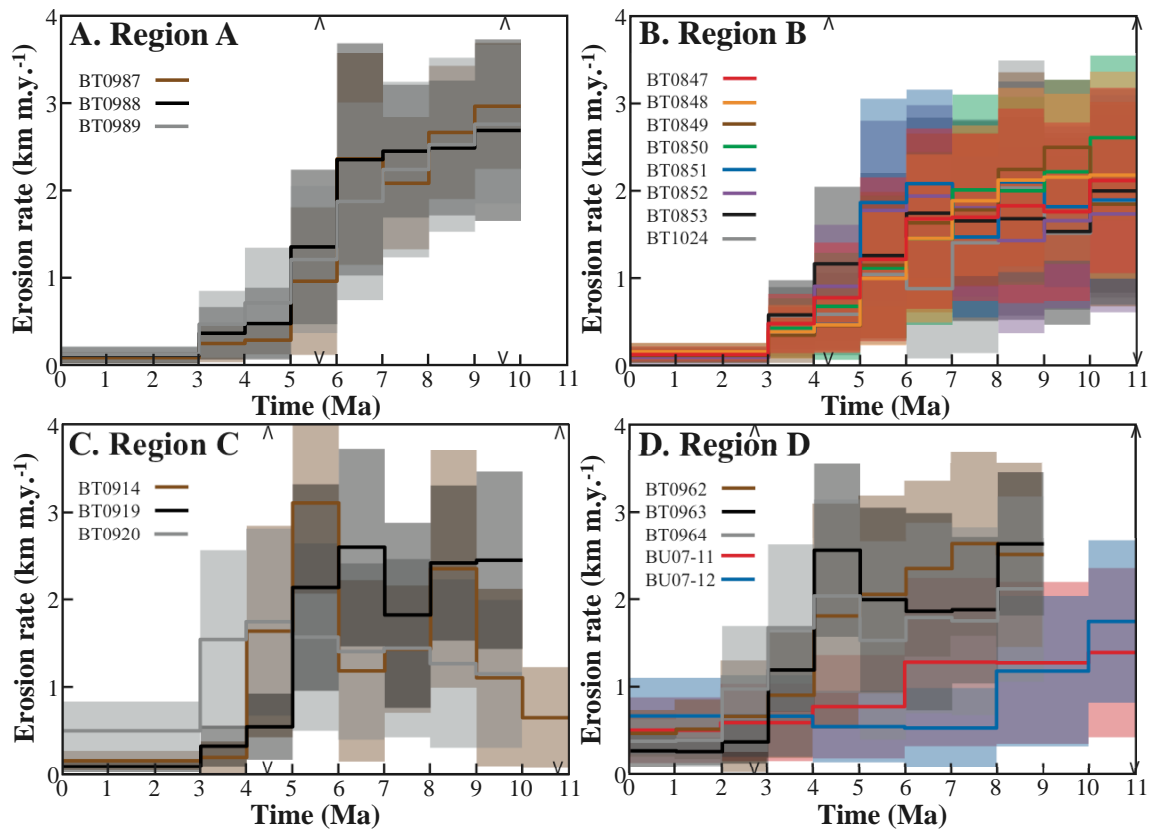 A. Region A
BT0987
BT0988
BT0989
Erosion rate (km m.y.-1)
4
3
2
1
0
0 1 2 3 4 5 6 7 8 9 10 11
Time (Ma)
B. Region B
BT0847
BT0848
BT0849
BT0850
BT0851
BT0852
BT0853
BT1024
Erosion rate (km m.y.-1)
4
3
2
1
0
0 1 2 3 4 5 6 7 8 9 10 11
Time (Ma)
C. Region C
BT0914
BT0919
BT0920
Erosion rate (km m.y.-1)
4
3
2
1
0
0 1 2 3 4 5 6 7 8 9 10 11
Time (Ma)
D. Region D
BT0962
BT0963
BT0964
BU07-11
BU07-12
Erosion rate (km m.y.-1)
4
3
2
1
0
0 1 2 3 4 5 6 7 8 9 10 11
Time (Ma)